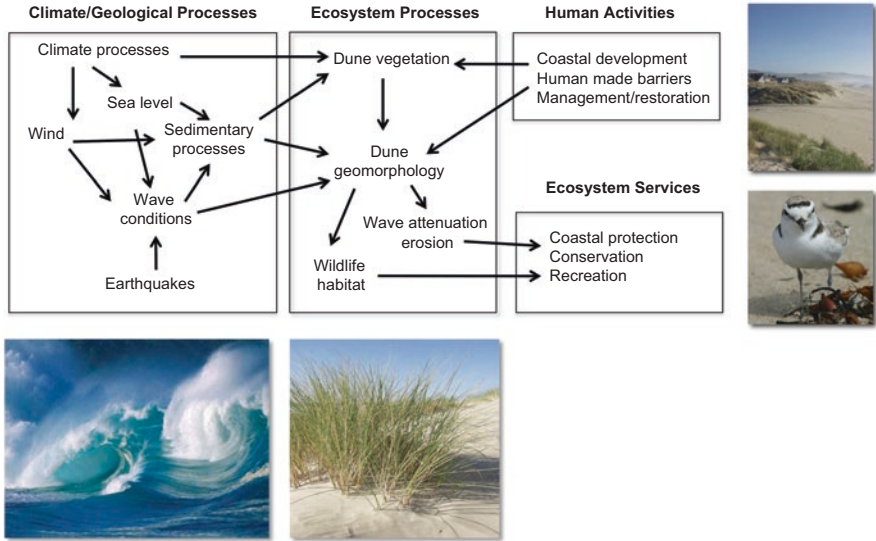 Climate/Geological Processes
Climate processes
Sea level
Wind
Sedimentary
processes
Wave
conditions
Earthquakes
Ecosystem Processes
Dune vegetation
Dune
geomorphology
Wave attenuation
erosion
Wildlife
habitat
Human Activities
Coastal development
Human made barriers
Management/restoration
Ecosystem Services
Coastal protection
Conservation
Recreation